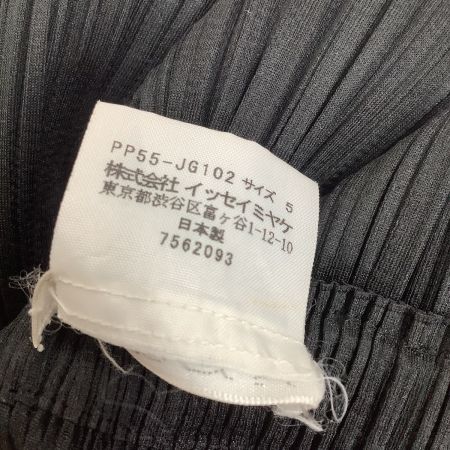 PP55-JG102 サイズ 5
株式会社 イッセイミヤケ
東京都渋谷区富ヶ谷1-12-10
日本製
7562093